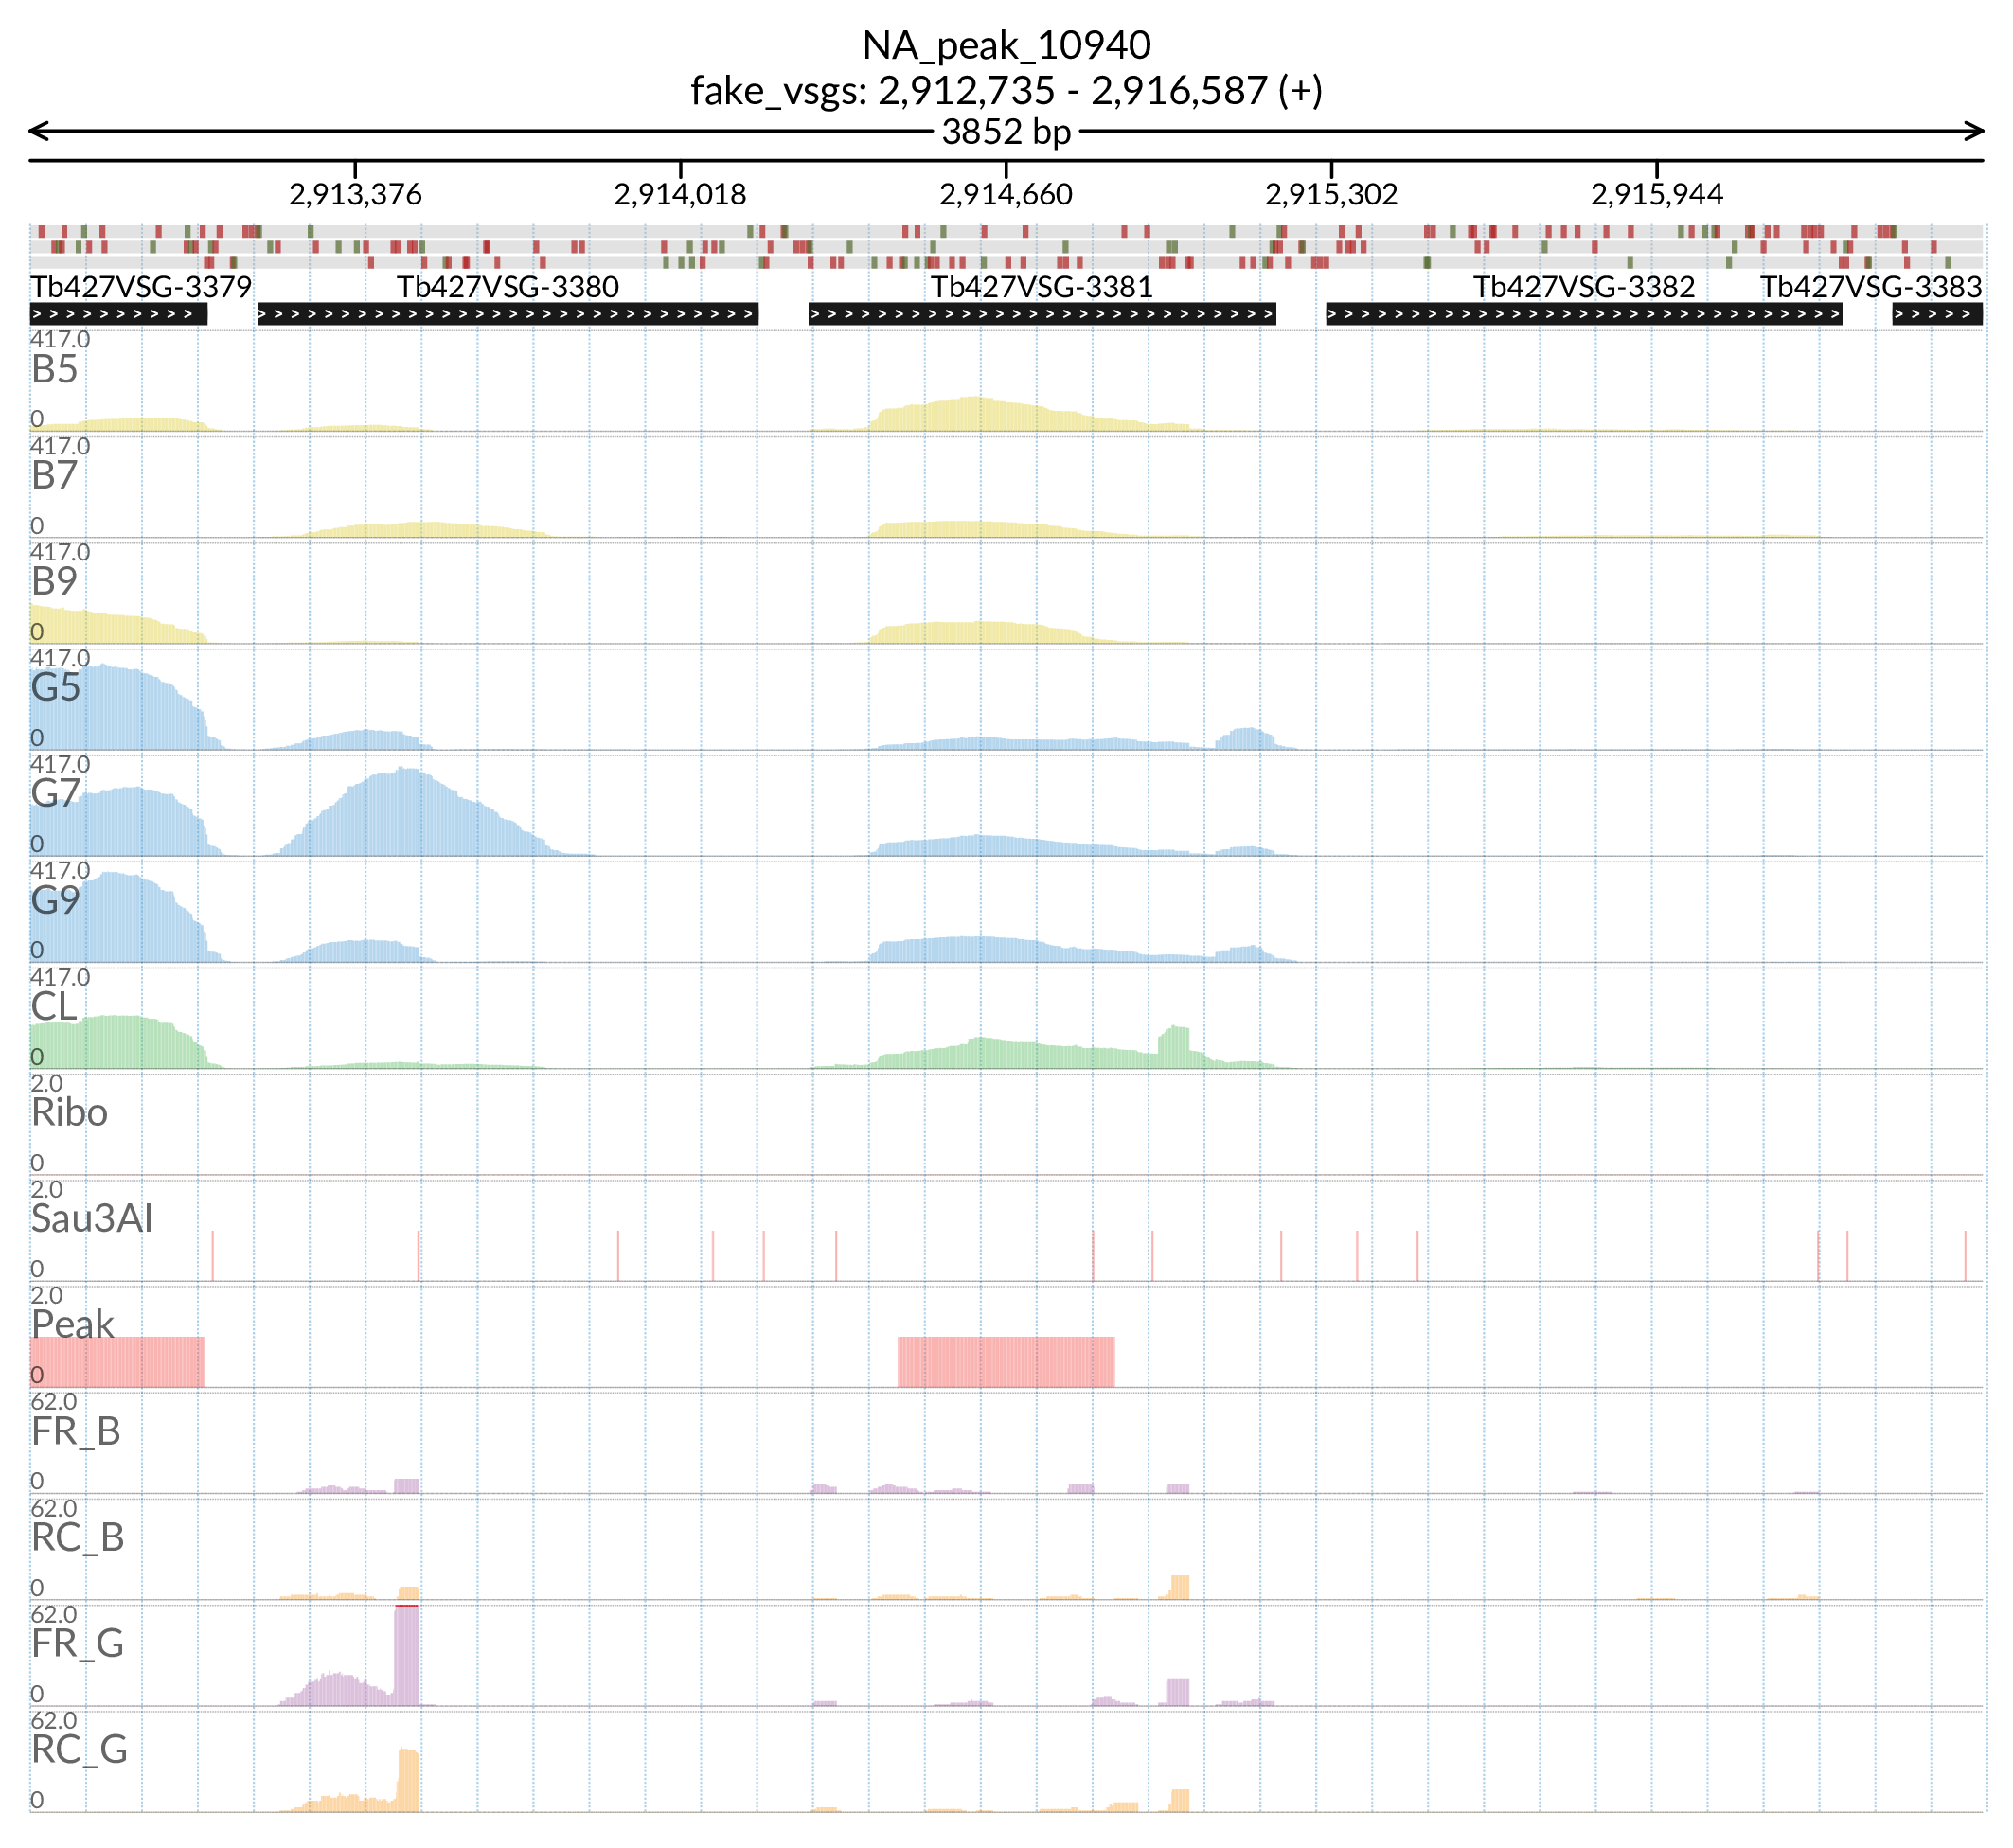 NA_peak_10940
fake_vsgs: 2,912,735 - 2,916,587 (+)
3852 bp
2,913,376 2,914,018 2,914,660 2,915,302 2,915,944
Tb427VSG-3379 Tb427VSG-3380 Tb427VSG-3381 Tb427VSG-3382 Tb427VSG-3383
417.0
B5
0
417.0
B7
0
417.0
B9
0
417.0
G5
0
417.0
G7
0
417.0
G9
0
417.0
CL
0
2.0
Ribo
0
2.0
Sau3AI
0
2.0
Peak
0
62.0
FR_B
0
62.0
RC_B
0
62.0
FR_G
0
62.0
RC_G
0